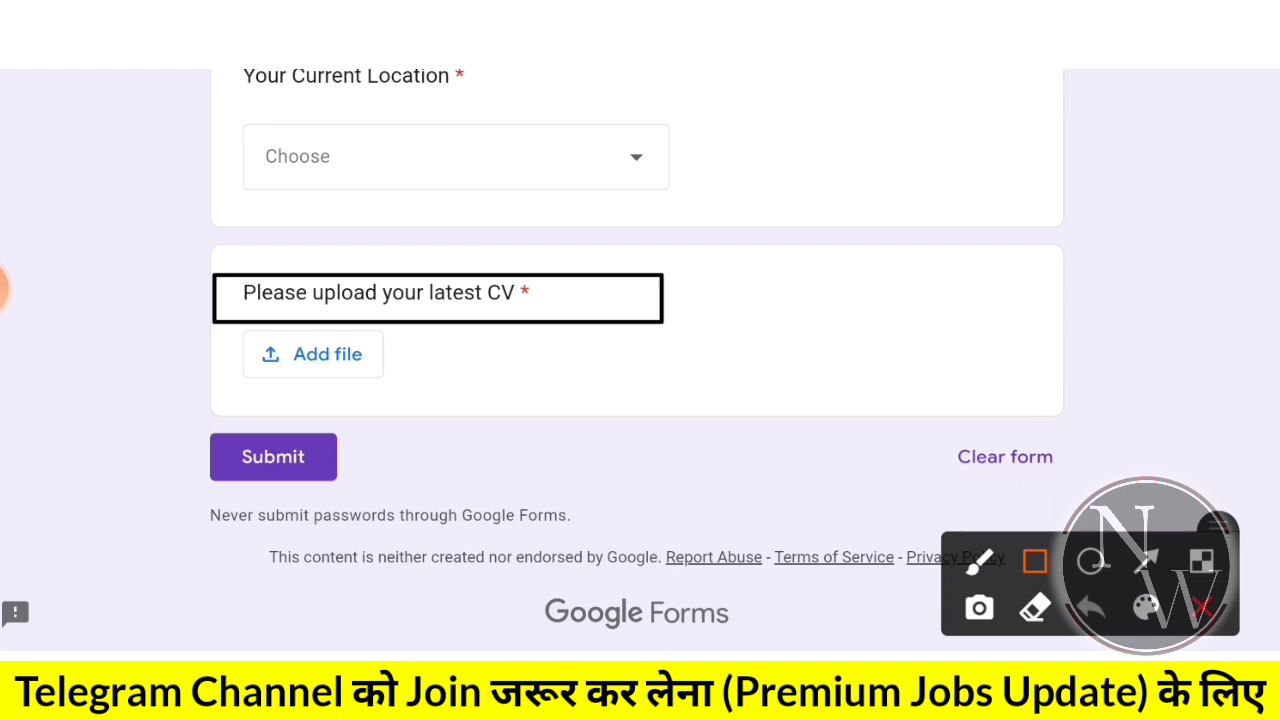 Your Current Location *
Choose
Please upload your latest CV *
Add file
Submit
Clear form
Never submit passwords through Google Forms.
This content is neither created nor endorsed by Google. Report Abuse - Terms of Service - Privacy Policy
Google Forms
NW
Telegram Channel को Join जरूर कर लेना (Premium Jobs Update) के लिए